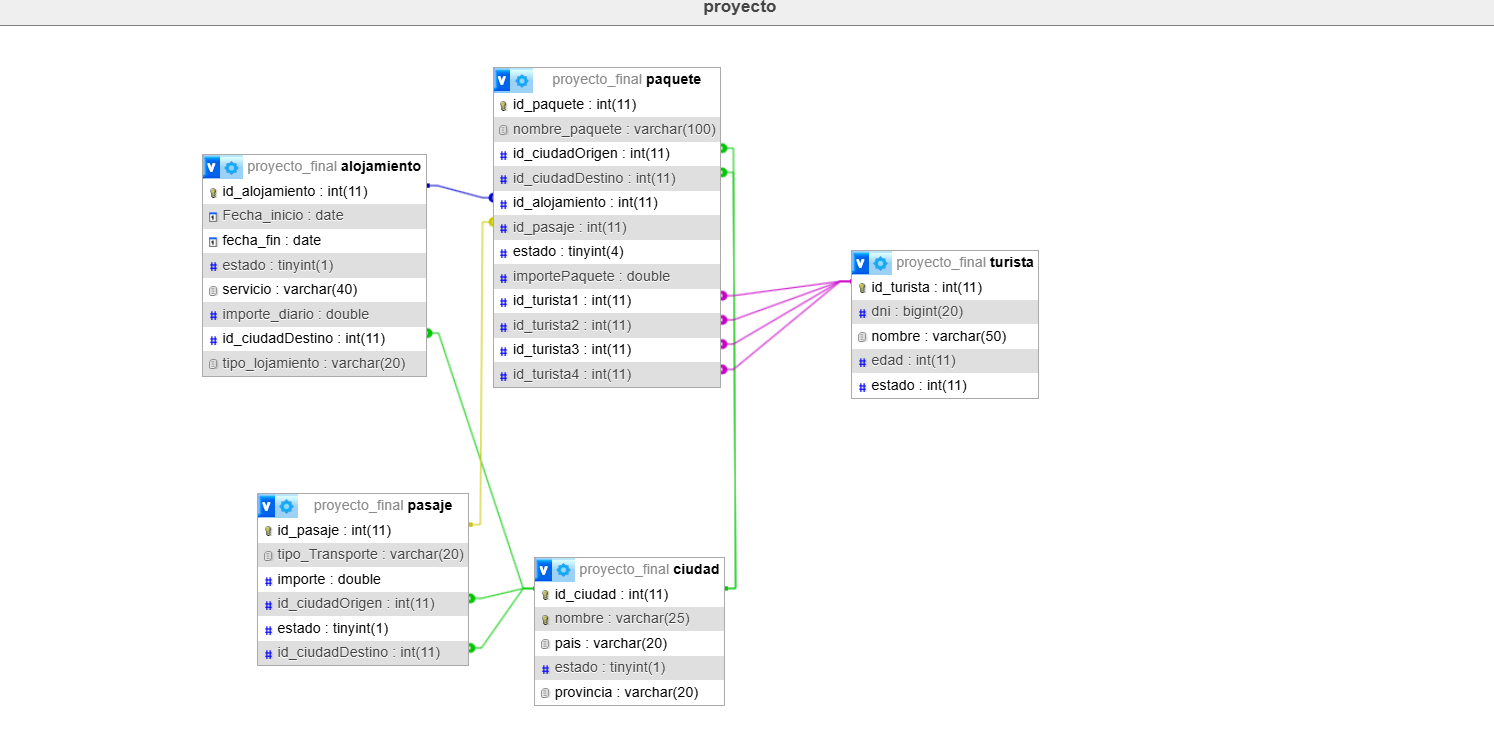 proyecto
proyecto_final paquete
id_paquete : int(11)
nombre_paquete : varchar(100)
id_ciudadOrigen : int(11)
id_ciudadDestino : int(11)
id_alojamiento : int(11)
id_pasaje : int(11)
estado : tinyint(4)
importePaquete : double
id_turista1 : int(11)
id_turista2 : int(11)
id_turista3 : int(11)
id_turista4 : int(11)
proyecto_final alojamiento
id_alojamiento : int(11)
Fecha_inicio : date
fecha_fin : date
estado : tinyint(1)
servicio : varchar(40)
importe_diario : double
id_ciudadDestino : int(11)
tipo_lojamiento : varchar(20)
proyecto_final turista
id_turista : int(11)
dni : bigint(20)
nombre : varchar(50)
edad : int(11)
estado : int(11)
proyecto_final pasaje
id_pasaje : int(11)
tipo_Transporte : varchar(20)
importe : double
id_ciudadOrigen : int(11)
estado : tinyint(1)
id_ciudadDestino : int(11)
proyecto_final ciudad
id_ciudad : int(11)
nombre : varchar(25)
pais : varchar(20)
estado : tinyint(1)
provincia : varchar(20)